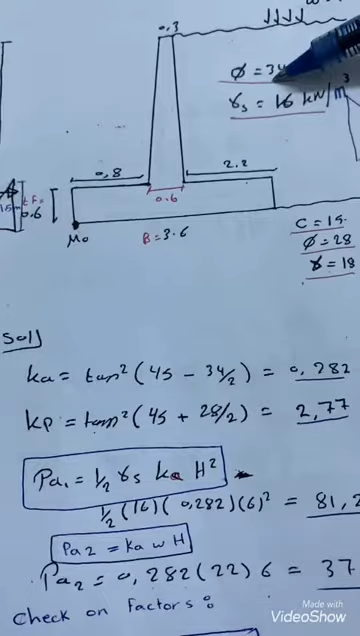 0.3
φ = 34
γs = 16 kN/m³
0.8
2.2
0.6
0.6
Mo
B = 3.6
C = 15
φ = 28
γ = 18
Sol
ka = tan² (45 - 34/2) = 0.282
kp = tan² (45 + 28/2) = 2,77
Pa1 = 1/2 γs ka H²
1/2 (16) (0,282) (6)² = 81,2
Pa2 = ka w H
Pa2 = 0,282 (22) 6 = 37
Check on Factors :
Made with
VideoShow